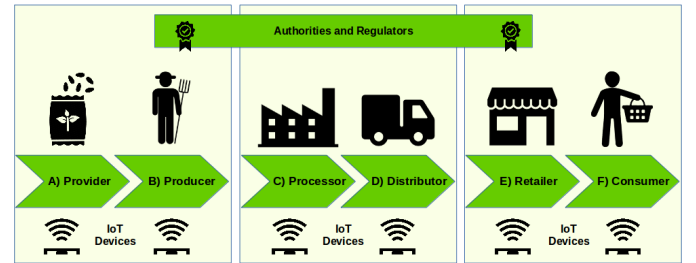 Authorities and Regulators
A) Provider
B) Producer
C) Processor
D) Distributor
E) Retailer
F) Consumer
IoT
Devices
IoT
Devices
IoT
Devices